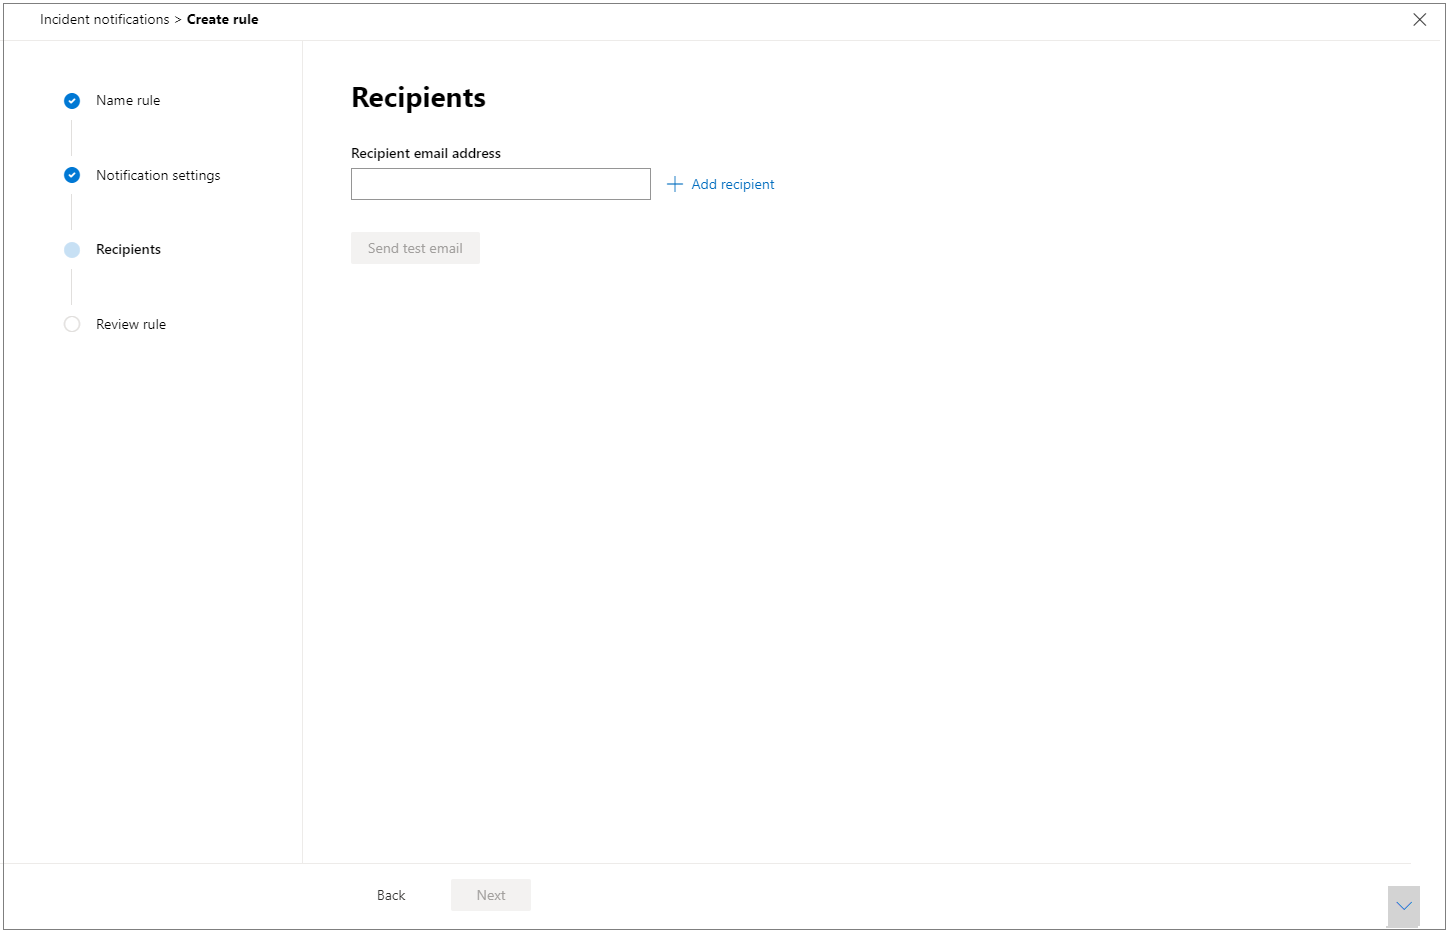 Incident notifications > Create rule
Name rule
Notification settings
Recipients
Review rule
Recipients
Recipient email address
Add recipient
Send test email
Back
Next